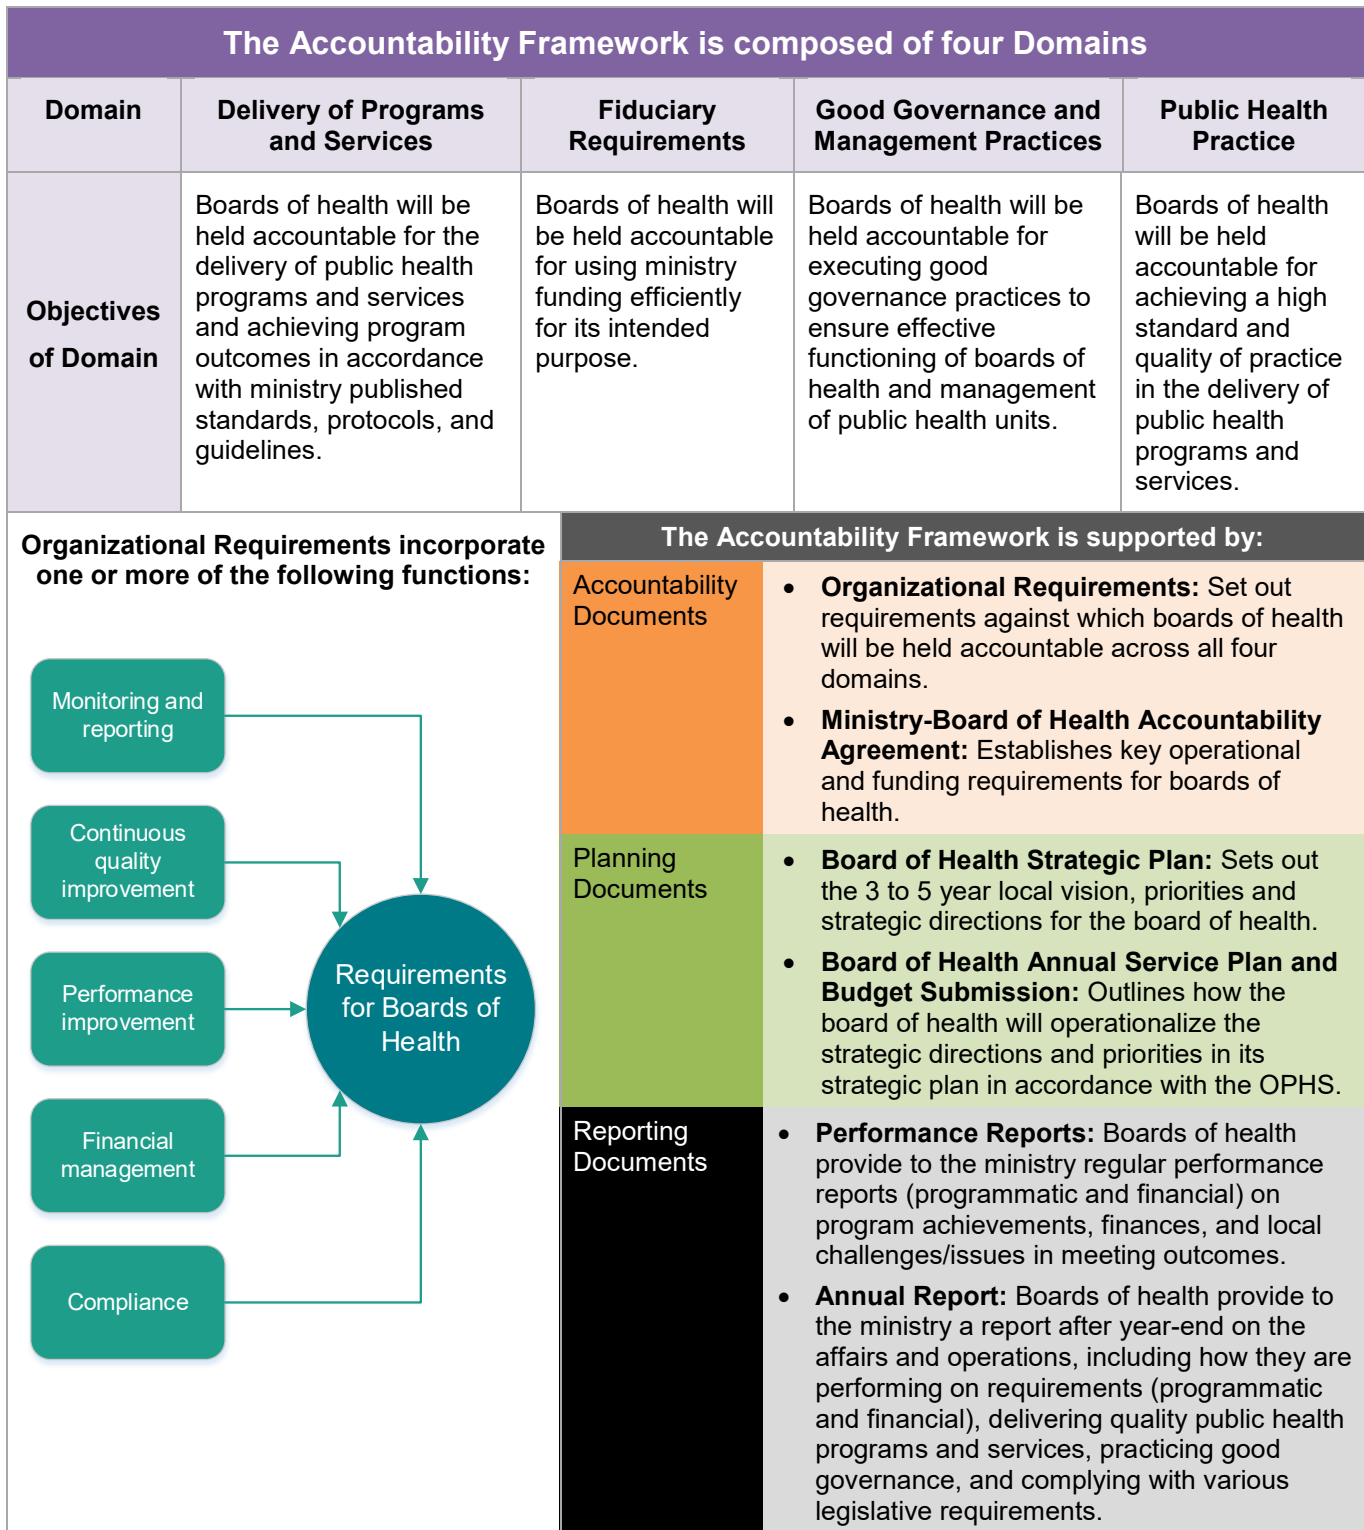 The Accountability Framework is composed of four Domains
Domain
Delivery of Programs
and Services
Fiduciary
Requirements
Good Governance and
Management Practices
Public Health
Practice
Objectives
of Domain
Boards of health will be
held accountable for the
delivery of public health
programs and services
and achieving program
outcomes in accordance
with ministry published
standards, protocols, and
guidelines.
Boards of health will
be held accountable
for using ministry
funding efficiently
for its intended
purpose.
Boards of health will be
held accountable for
executing good
governance practices to
ensure effective
functioning of boards of
health and management
of public health units.
Boards of health
will be held
accountable for
achieving a high
standard and
quality of practice
in the delivery of
public health
programs and
services.
Organizational Requirements incorporate
one or more of the following functions:
Monitoring and
reporting
Continuous
quality
improvement
Performance
improvement
Financial
management
Compliance
Requirements
for Boards of
Health
The Accountability Framework is supported by:
Accountability
Documents
• Organizational Requirements: Set out
requirements against which boards of health
will be held accountable across all four
domains.
• Ministry-Board of Health Accountability
Agreement: Establishes key operational
and funding requirements for boards of
health.
Planning
Documents
• Board of Health Strategic Plan: Sets out
the 3 to 5 year local vision, priorities and
strategic directions for the board of health.
• Board of Health Annual Service Plan and
Budget Submission: Outlines how the
board of health will operationalize the
strategic directions and priorities in its
strategic plan in accordance with the OPHS.
Reporting
Documents
• Performance Reports: Boards of health
provide to the ministry regular performance
reports (programmatic and financial) on
program achievements, finances, and local
challenges/issues in meeting outcomes.
• Annual Report: Boards of health provide to
the ministry a report after year-end on the
affairs and operations, including how they are
performing on requirements (programmatic
and financial), delivering quality public health
programs and services, practicing good
governance, and complying with various
legislative requirements.